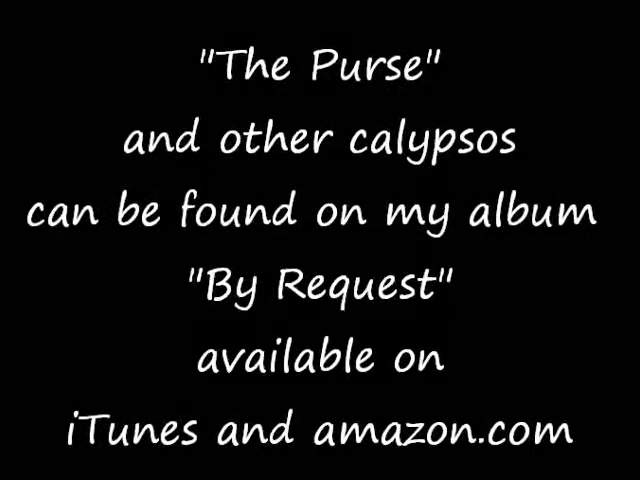 "The Purse"
and other calypsos
can be found on my album
"By Request"
available on
iTunes and amazon.com